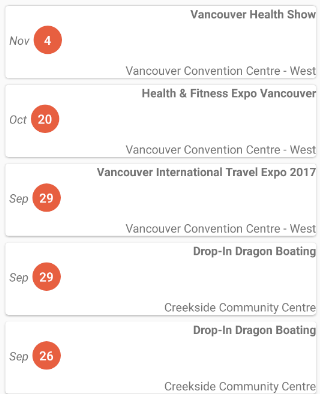 Vancouver Health Show
Nov 4
Vancouver Convention Centre - West
Health & Fitness Expo Vancouver
Oct 20
Vancouver Convention Centre - West
Vancouver International Travel Expo 2017
Sep 29
Vancouver Convention Centre - West
Drop-In Dragon Boating
Sep 29
Creekside Community Centre
Drop-In Dragon Boating
Sep 26
Creekside Community Centre